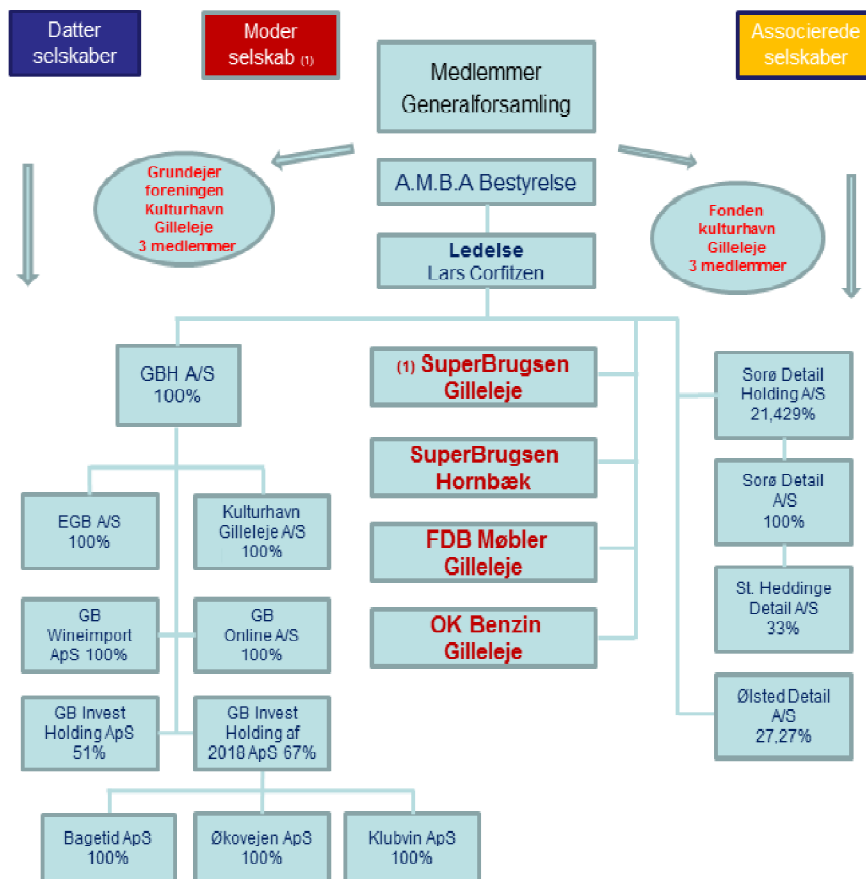 Datter
selskaber
Moder
selskab (1)
Associerede
selskaber
Medlemmer
Generalforsamling
Grundejer
foreningen
Kulturhavn
Gilleleje
3 medlemmer
A.M.B.A Bestyrelse
Fonden
kulturhavn
Gilleleje
3 medlemmer
Ledelse
Lars Corfitzen
GBH A/S
100%
(1) SuperBrugsen
Gilleleje
Sorø Detail
Holding A/S
21,429%
SuperBrugsen
Hornbæk
Sorø Detail
A/S
100%
EGB A/S
100%
Kulturhavn
Gilleleje A/S
100%
FDB Møbler
Gilleleje
St. Heddinge
Detail A/S
33%
GB
Wineimport
ApS 100%
GB
Online A/S
100%
OK Benzin
Gilleleje
GB Invest
Holding ApS
51%
GB Invest
Holding af
2018 ApS 67%
Ølsted Detail
A/S
27,27%
Bagetid ApS
100%
Økovejen ApS
100%
Klubvin ApS
100%